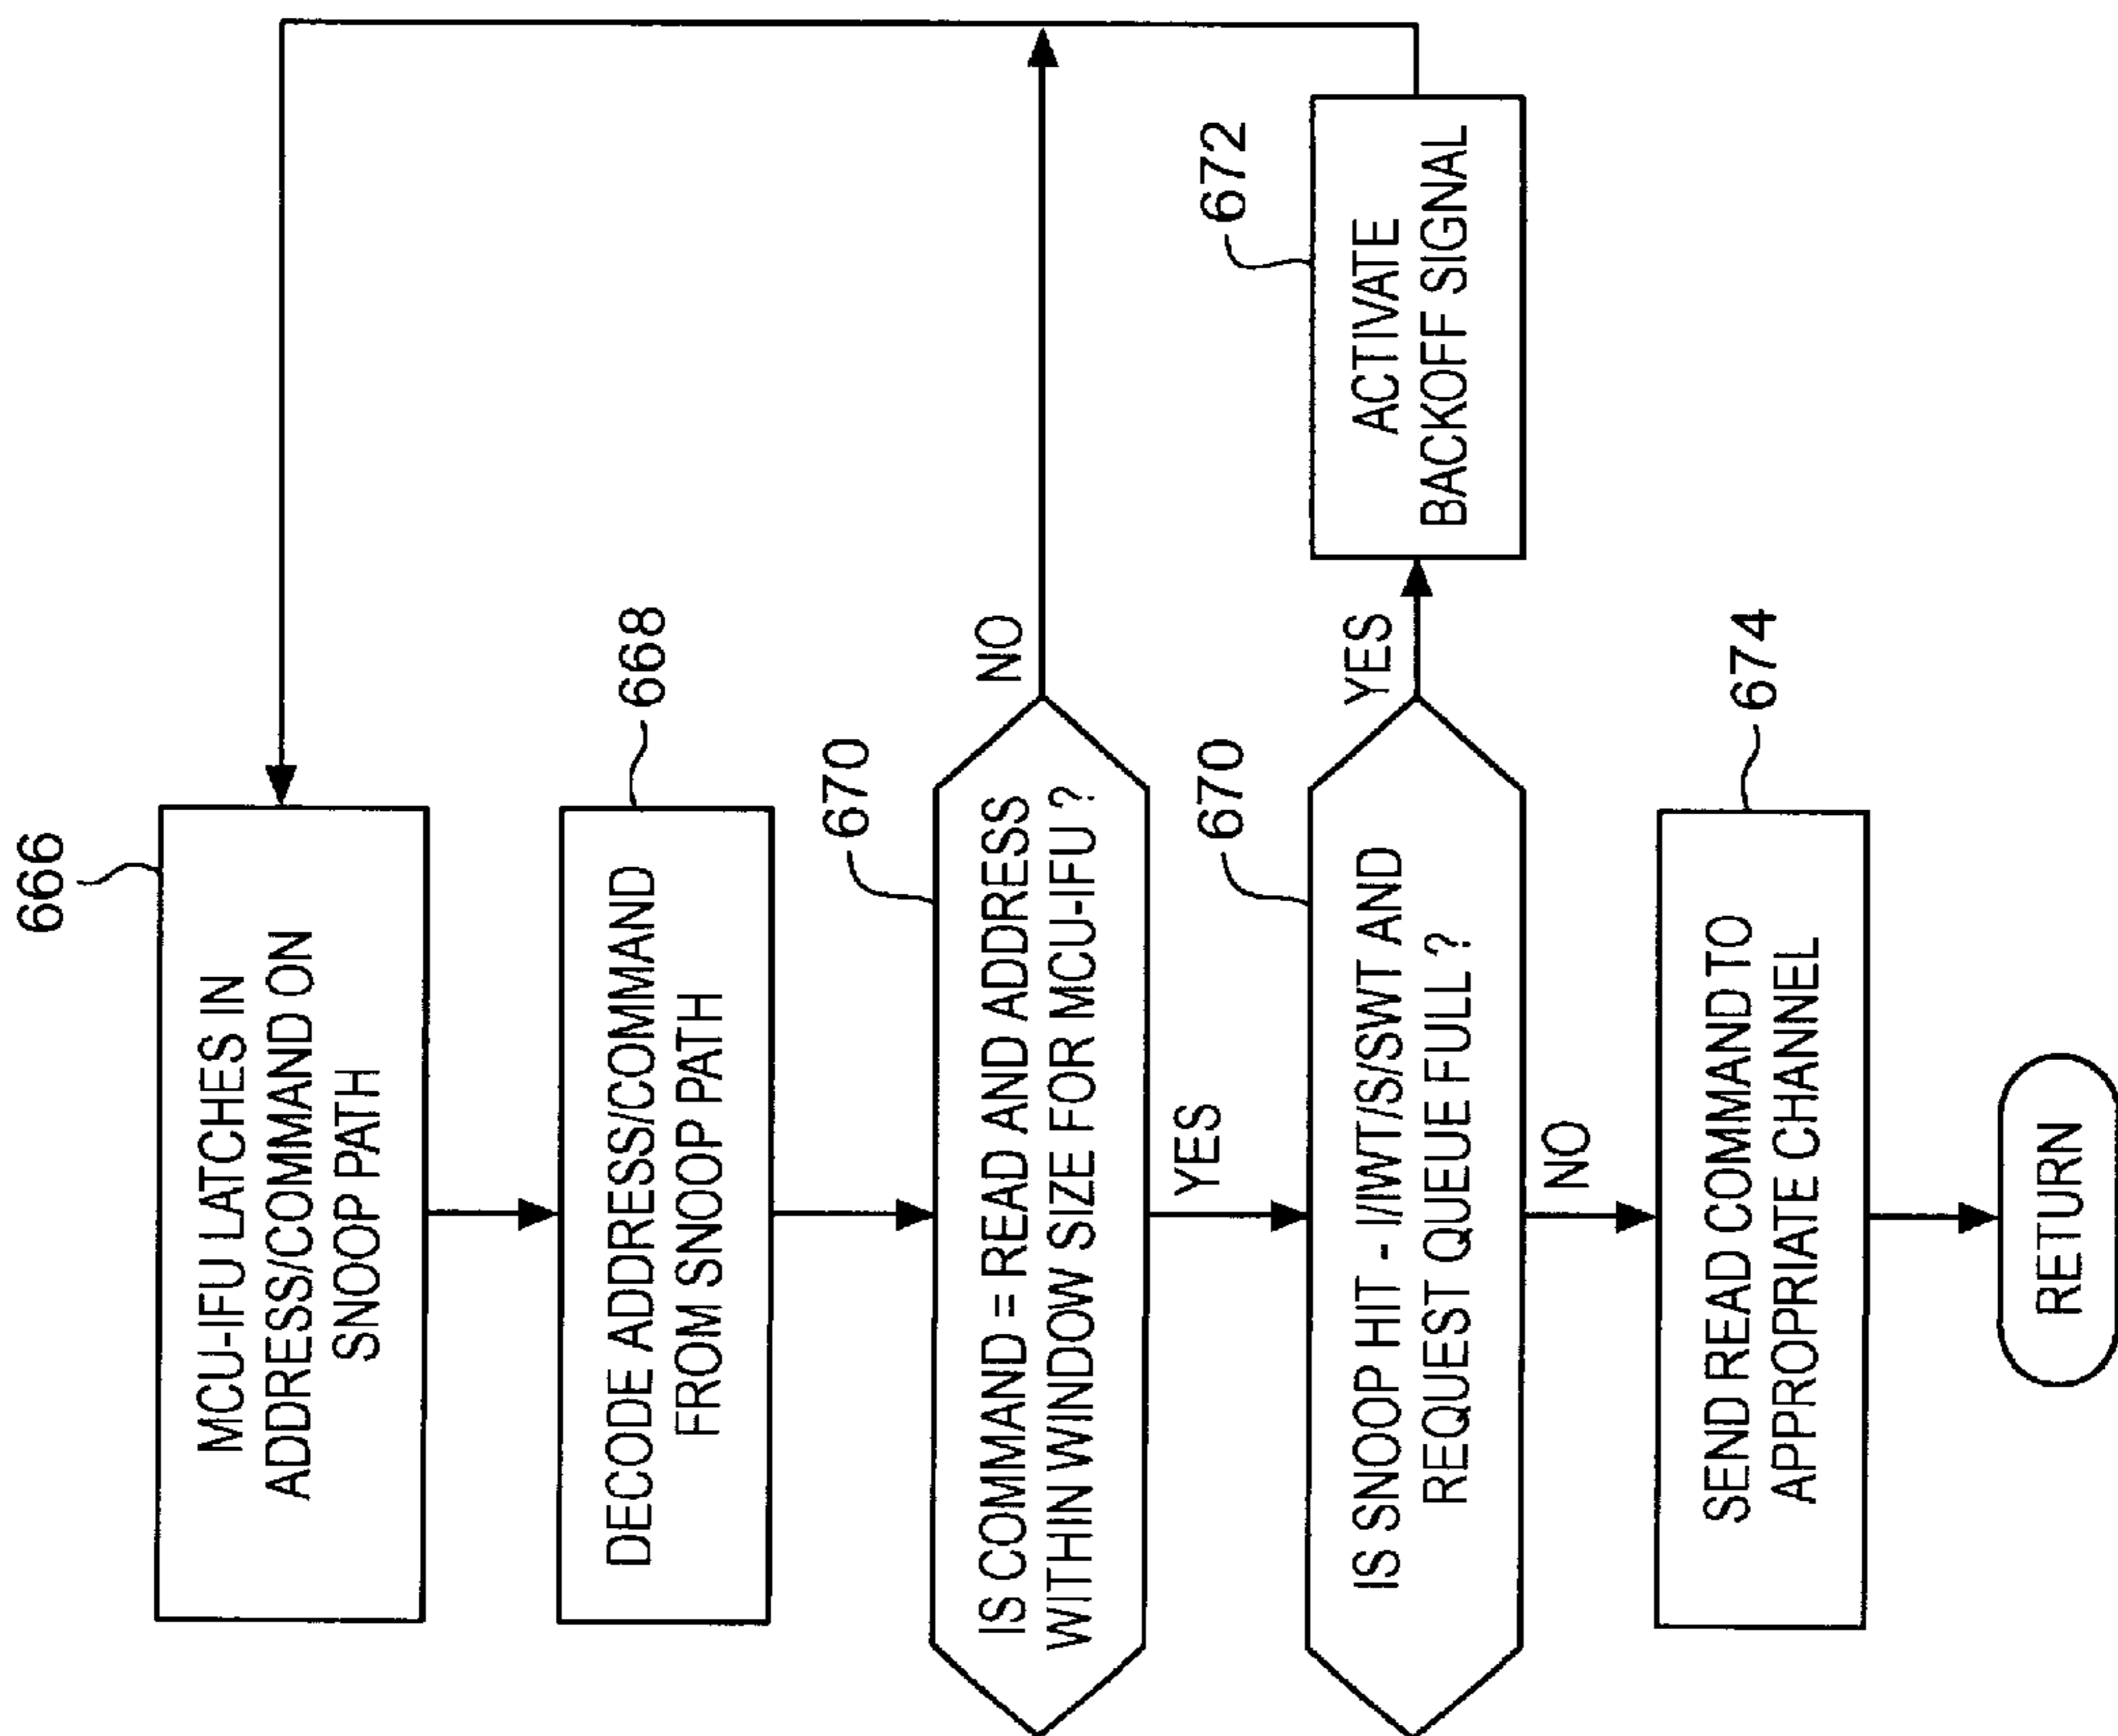 666
MCU-IFU LATCHES IN
ADDRESS/COMMAND ON
SNOOP PATH
668
DECODE ADDRESS/COMMAND
FROM SNOOP PATH
670
IS COMMAND = READ AND ADDRESS
WITHIN WINDOW SIZE FOR MCU-IFU ?
NO
YES
670
IS SNOOP HIT - I/IWT/S/SWT AND
REQUEST QUEUE FULL ?
YES
672
ACTIVATE
BACKOFF SIGNAL
NO
674
SEND READ COMMAND TO
APPROPRIATE CHANNEL
RETURN